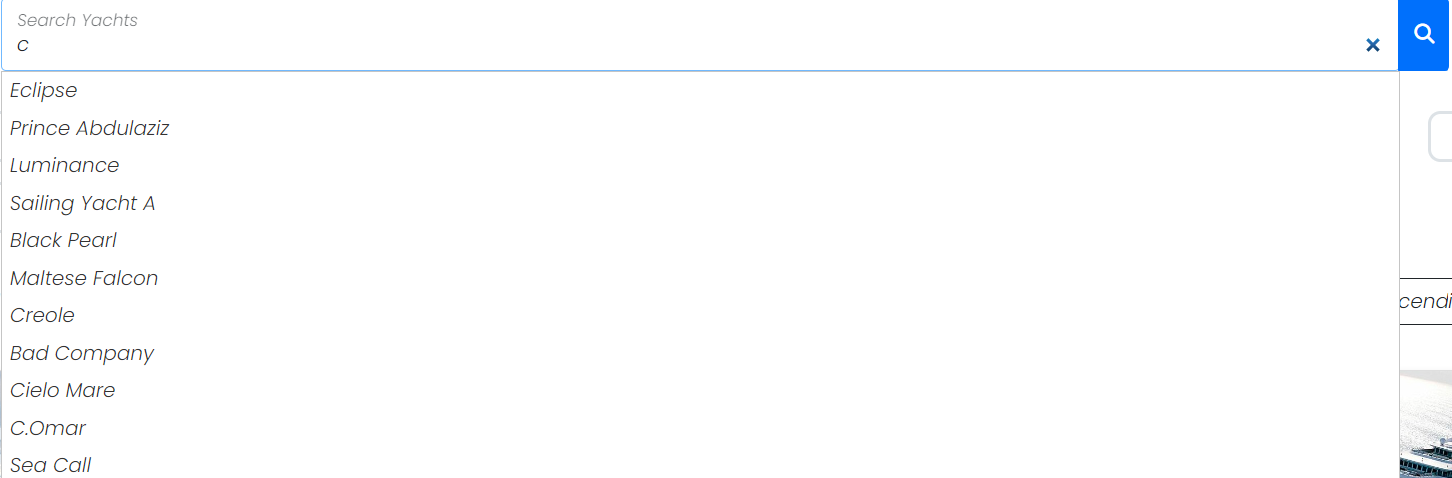 Search Yachts
C
Eclipse
Prince Abdulaziz
Luminance
Sailing Yacht A
Black Pearl
Maltese Falcon
cendi
Creole
Bad Company
Cielo Mare
C.Omar
Sea Call